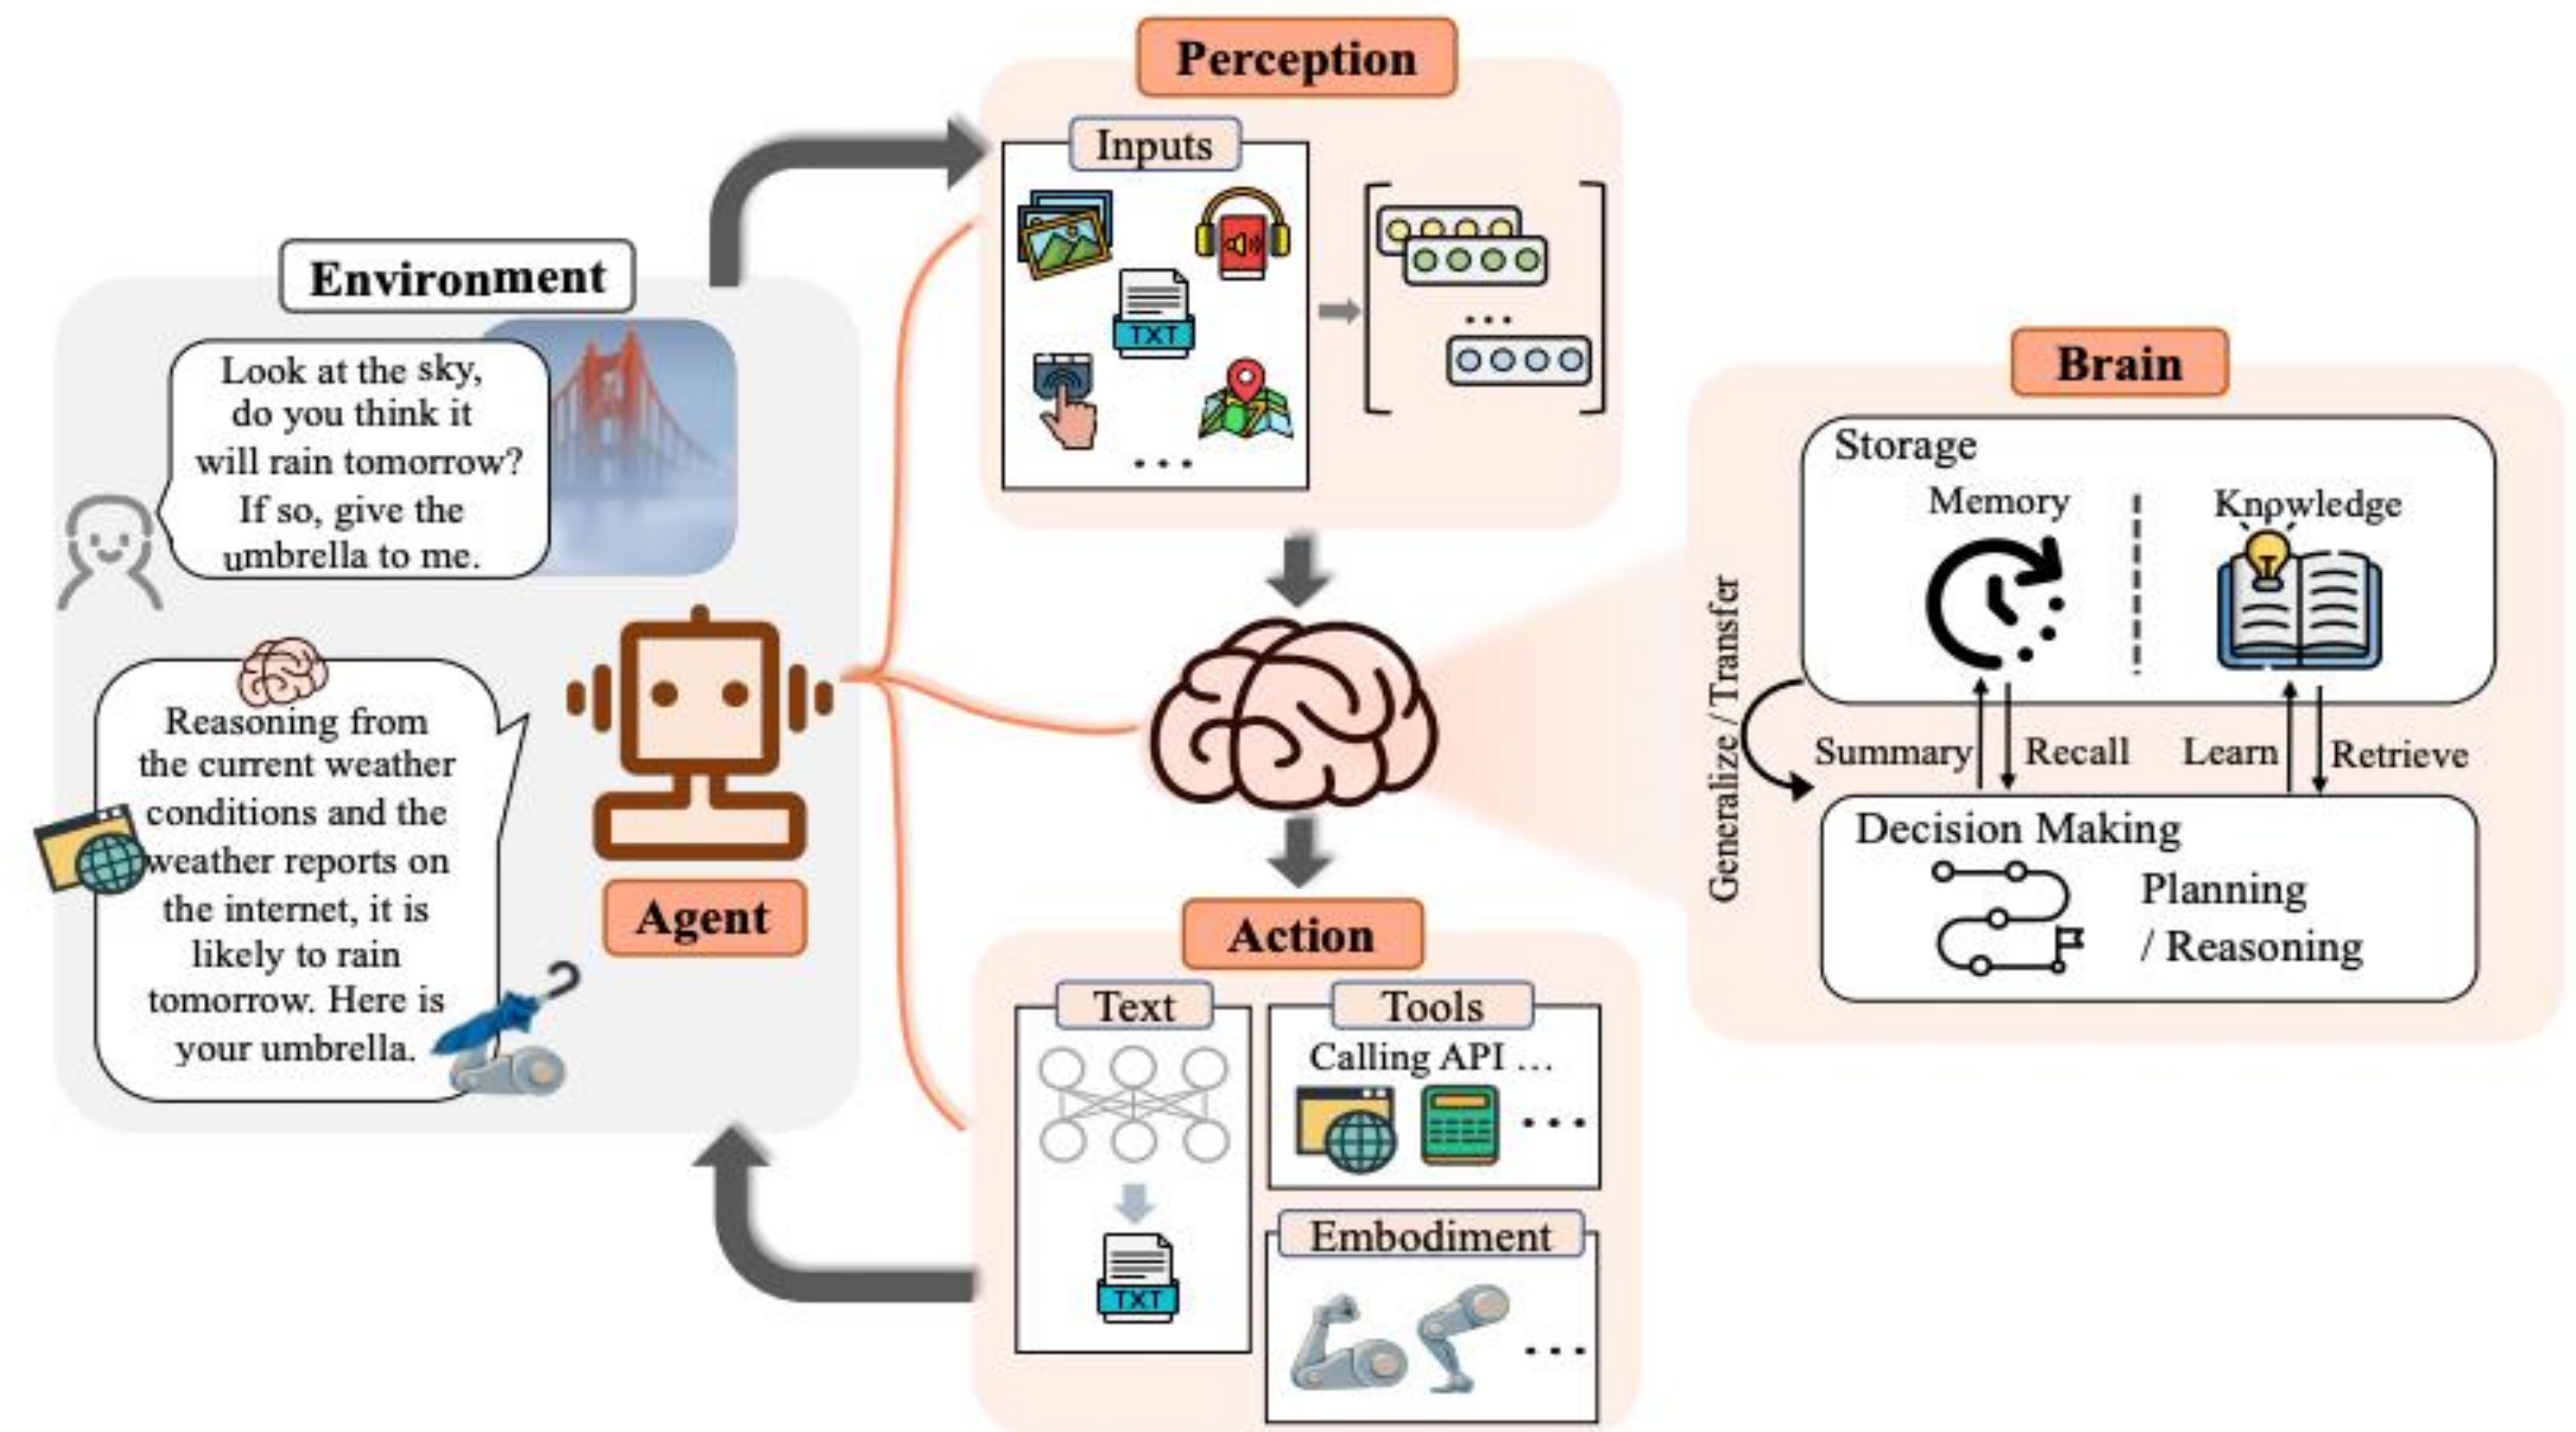 Perception
Inputs
TXT
...
...
Environment
Look at the sky,
do you think it
will rain tomorrow?
If so, give the
umbrella to me.
Reasoning from
the current weather
conditions and the
weather reports on
the internet, it is
likely to rain
tomorrow. Here is
your umbrella.
Agent
Action
Text
TXT
Tools
Calling API ...
...
Embodiment
...
Brain
Storage
Memory
Knowledge
Generalize / Transfer
Summary
Recall
Learn
Retrieve
Decision Making
Planning
/ Reasoning